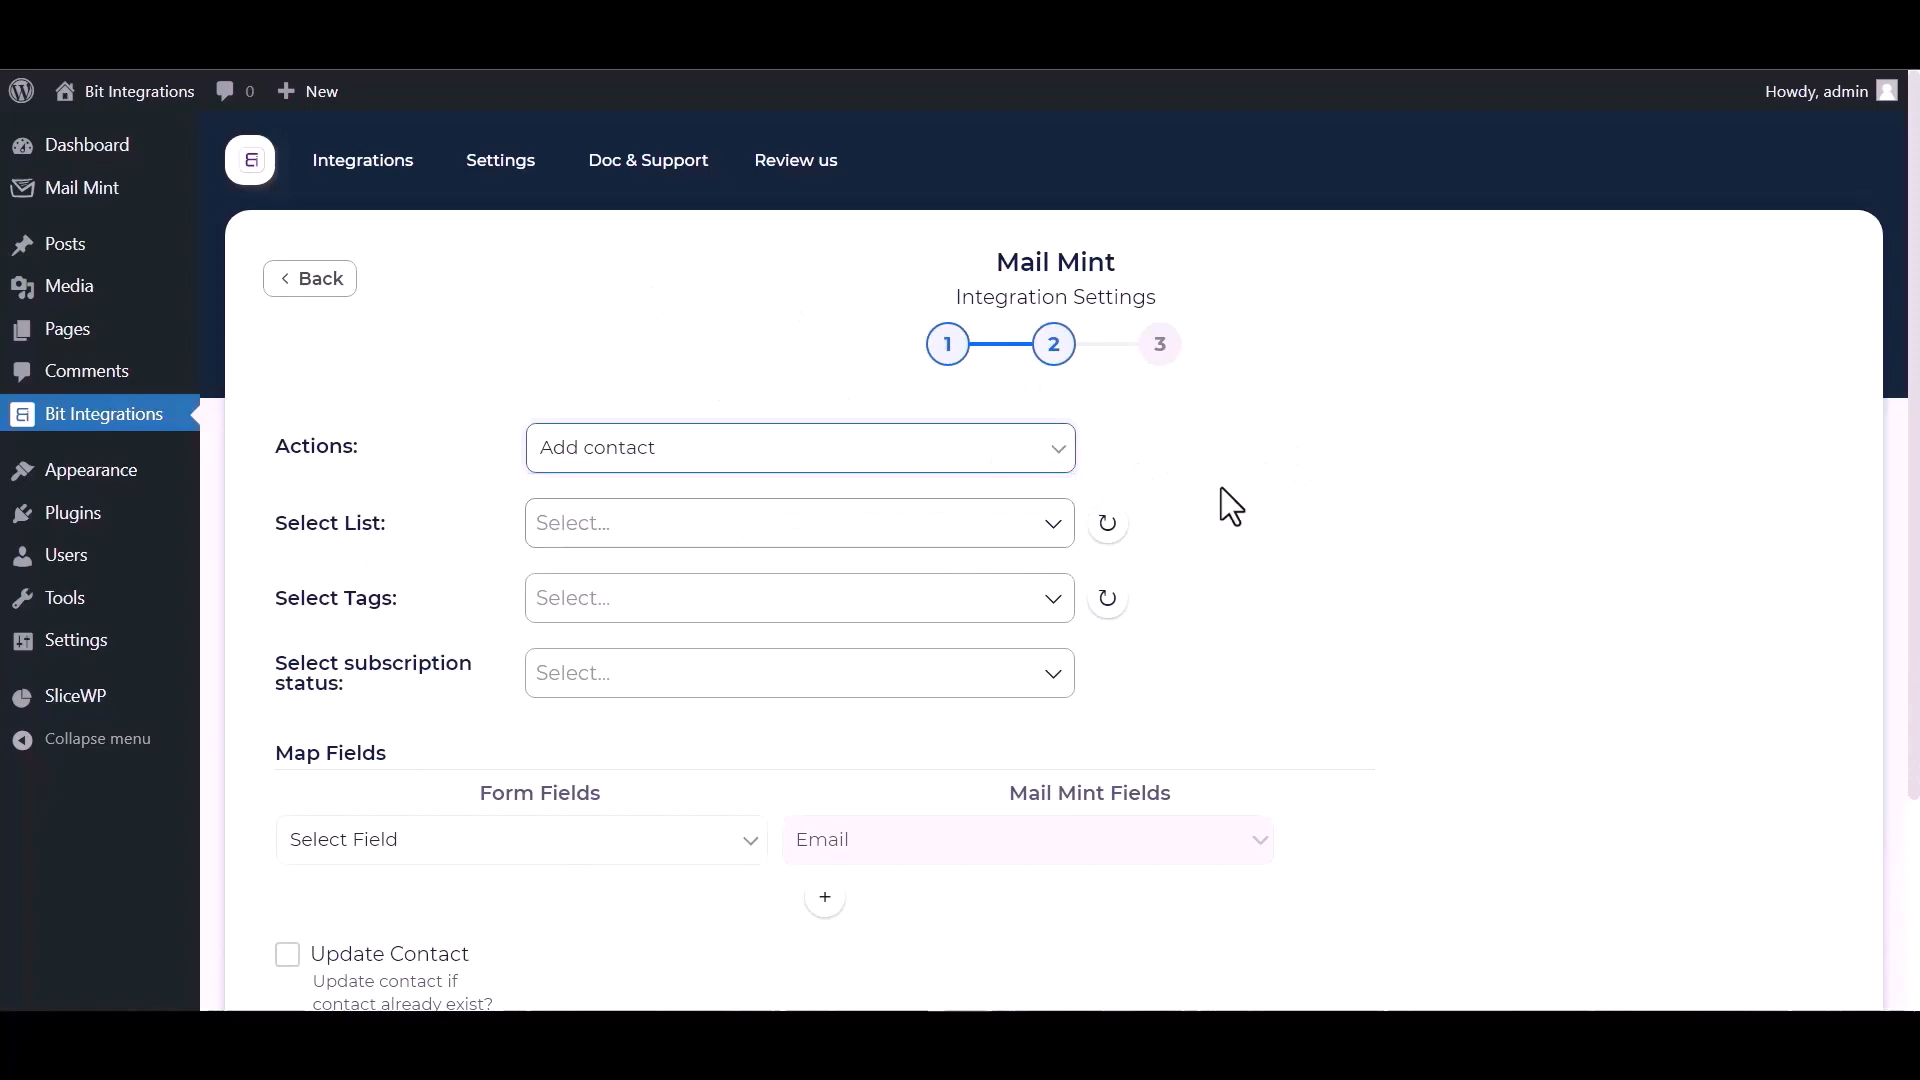 Bit Integrations 0 New Howdy, admin
Dashboard
Mail Mint
Posts
Media
Pages
Comments
Bit Integrations
Appearance
Plugins
Users
Tools
Settings
SliceWP
Collapse menu
Integrations Settings Doc & Support Review us
Back
Mail Mint
Integration Settings
1 2 3
Actions: Add contact
Select List: Select...
Select Tags: Select...
Select subscription
status: Select...
Map Fields
Form Fields Mail Mint Fields
Select Field Email
+
Update Contact
Update contact if
contact already exist?